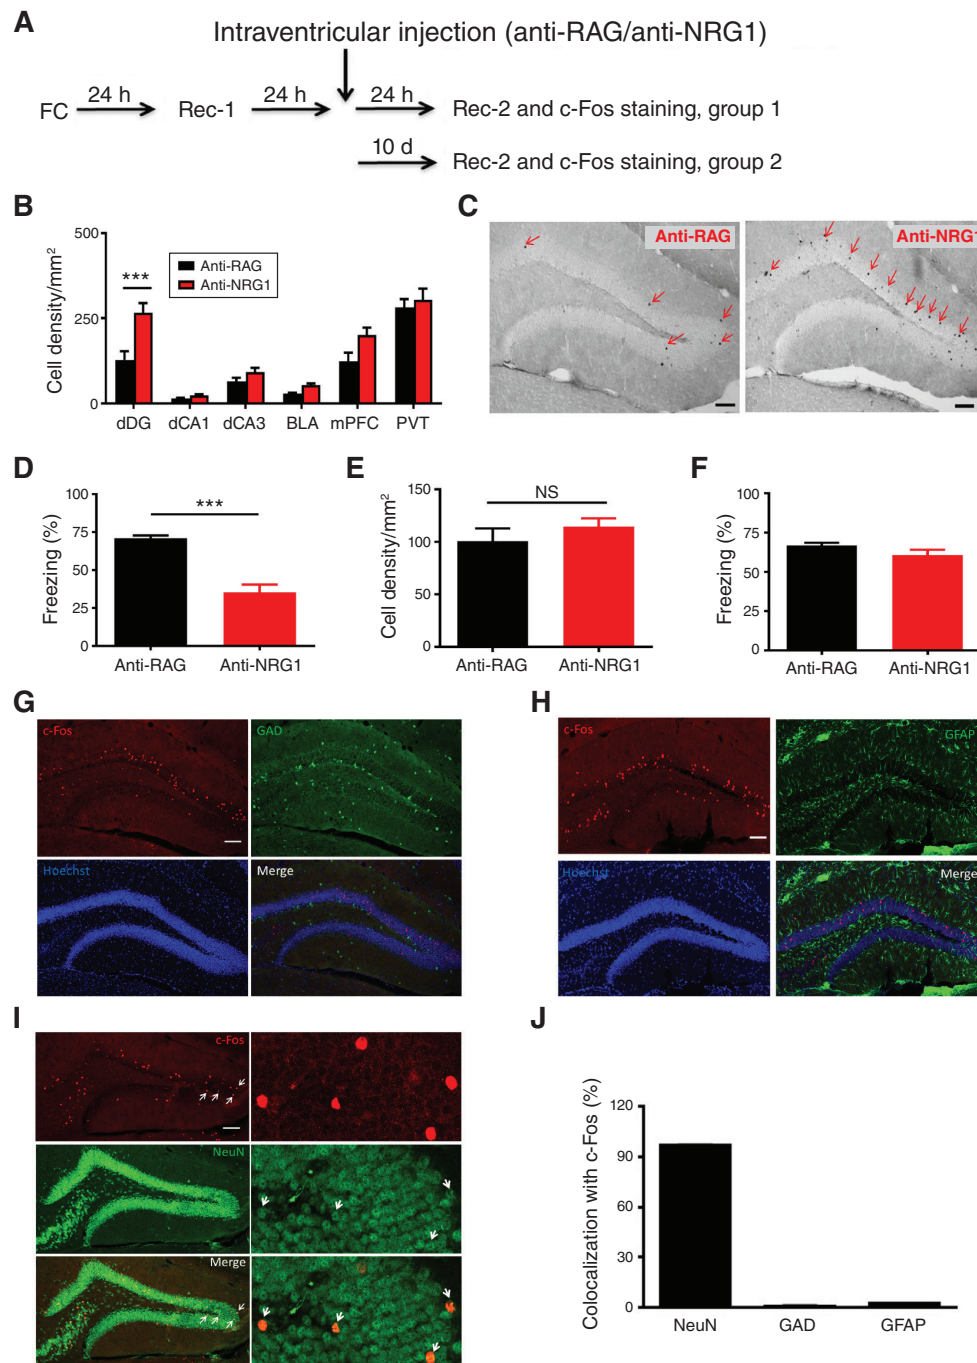 A
Intraventricular injection (anti-RAG/anti-NRG1)
FC 24 h Rec-1 24 h 24 h Rec-2 and c-Fos staining, group 1
10 d Rec-2 and c-Fos staining, group 2
B
Cell density/mm²
500
250
0
***
Anti-RAG
Anti-NRG1
dDG dCA1 dCA3 BLA mPFC PVT
C
Anti-RAG
Anti-NRG1
D
Freezing (%)
100
75
50
25
0
***
Anti-RAG Anti-NRG1
E
Cell density/mm²
150
100
50
0
NS
Anti-RAG Anti-NRG1
F
Freezing (%)
100
75
50
25
0
Anti-RAG Anti-NRG1
G
c-Fos
GAD
Hoechst
Merge
H
c-Fos
GFAP
Hoechst
Merge
I
c-Fos
NeuN
Merge
J
Colocalization with c-Fos (%)
120
90
60
30
0
NeuN GAD GFAP